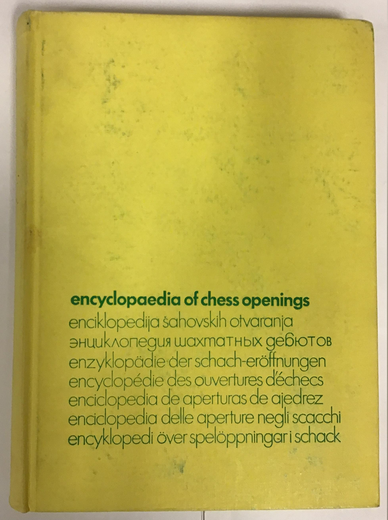 encyclopaedia of chess openings
enciklopedija šahovskih otvaranja
энциклопедия шахматных дебютов
enzyklopädie der schach-eröffnungen
encyclopédie des ouvertures d'échecs
enciclopedia de aperturas de ajedrez
enciclopedia delle aperture negli scacchi
encyklopedi över spelöppningar i schack